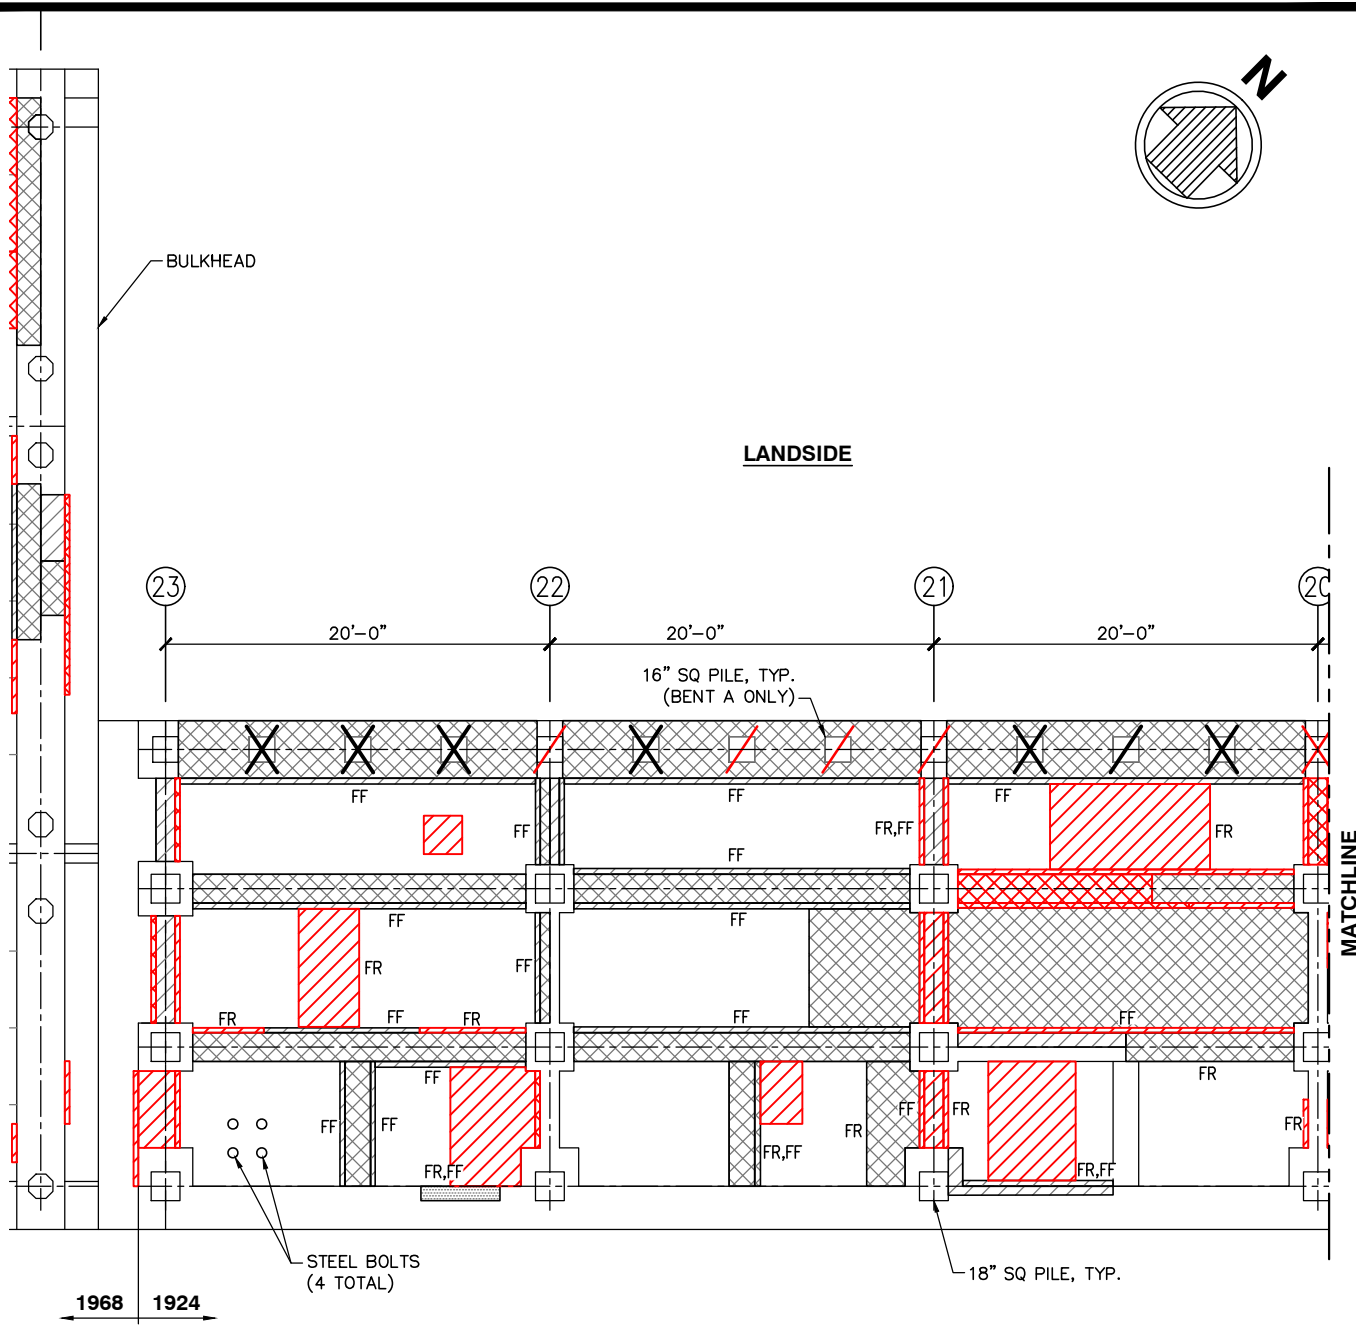 N
BULKHEAD
LANDSIDE
23
22
21
20
20'-0"
20'-0"
20'-0"
16" SQ PILE, TYP.
(BENT A ONLY)
FF
FF
FF
FF
FR,FF
FR
FF
MATCHLINE
FF
FF
FR
FF
FR
FF
FR
FF
FF
FF
FR
FF
FF
FF
FR
FR
FR
FR,FF
FR,FF
FR,FF
STEEL BOLTS
(4 TOTAL)
18" SQ PILE, TYP.
1968
1924